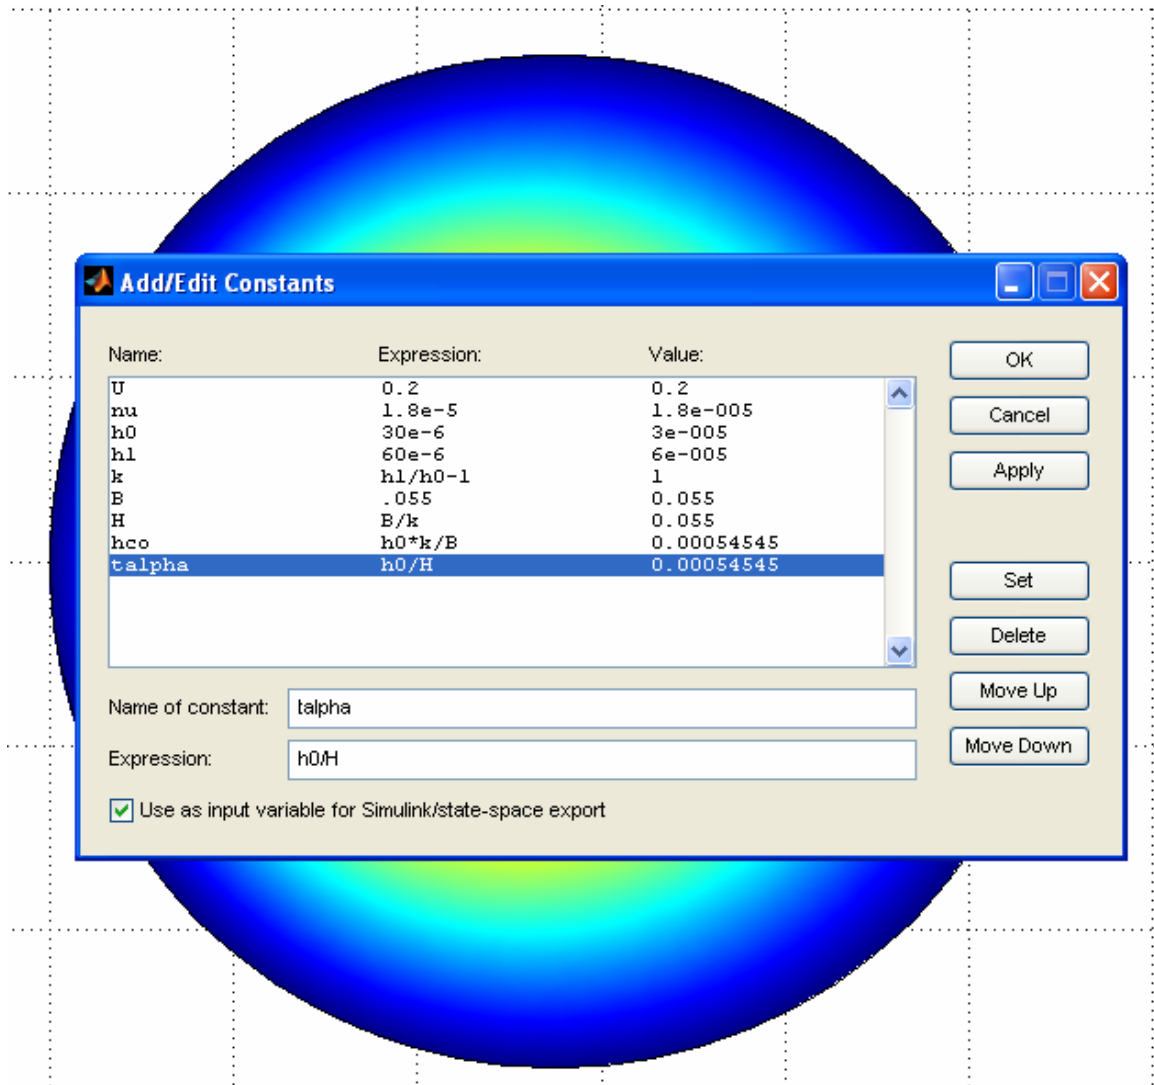 Add/Edit Constants
Name: Expression: Value:
U 0.2 0.2
nu 1.8e-5 1.8e-005
h0 30e-6 3e-005
h1 60e-6 6e-005
k h1/h0-1 1
B .055 0.055
H B/k 0.055
hco h0*k/B 0.00054545
talpha h0/H 0.00054545
Name of constant: talpha
Expression: h0/H
Use as input variable for Simulink/state-space export
OK
Cancel
Apply
Set
Delete
Move Up
Move Down